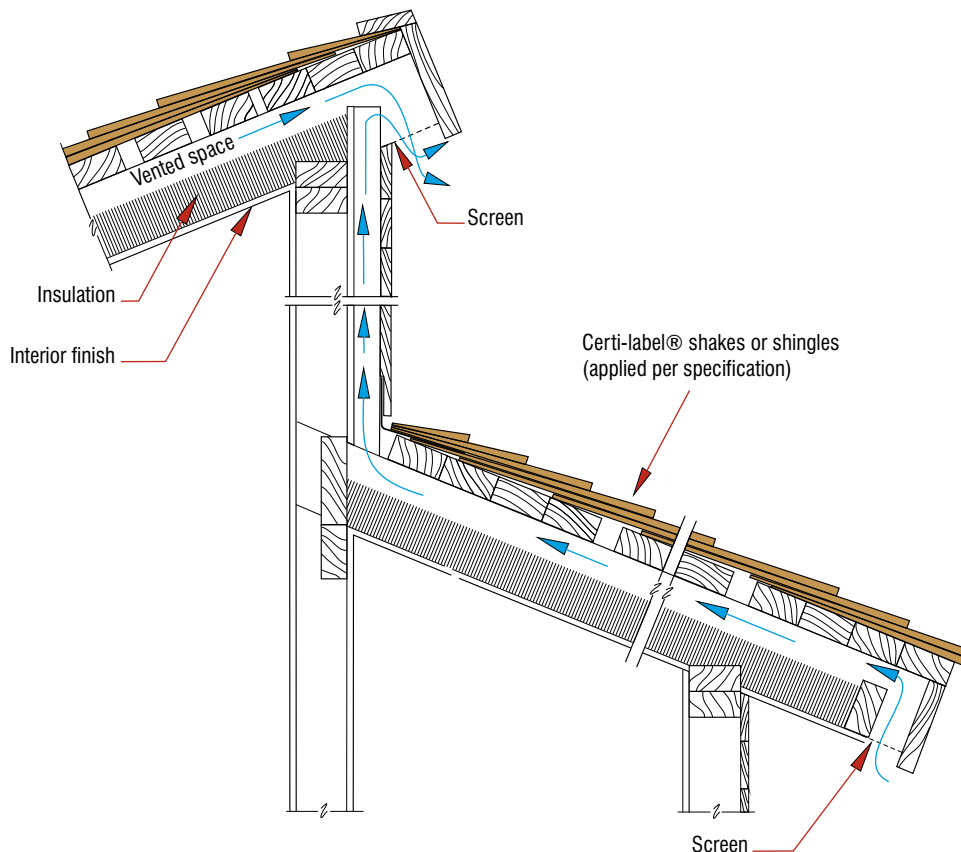 Vented space
Screen
Insulation
Interior finish
Certi-label® shakes or shingles
(applied per specification)
Screen